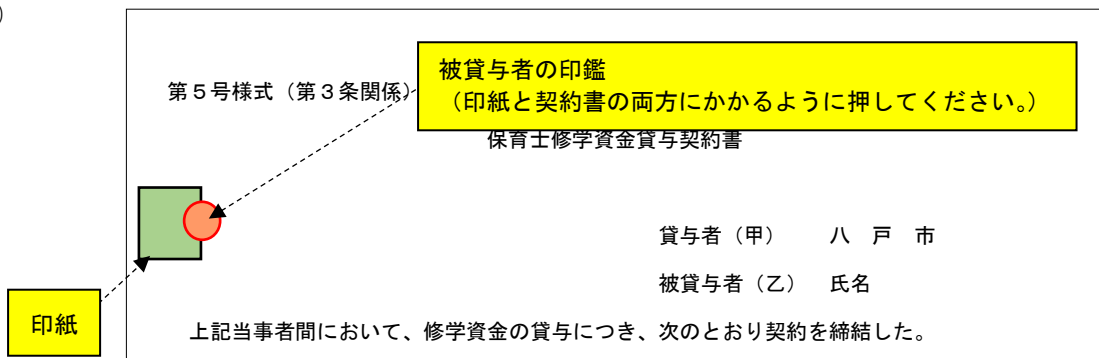 )
被貸与者の印鑑
（印紙と契約書の両方にかかるように押してください。）
第５号様式（第３条関係）
保育士修学資金貸与契約書
貸与者（甲）　　八　戸　市
被貸与者（乙）　氏名
印紙
上記当事者間において、修学資金の貸与につき、次のとおり契約を締結した。